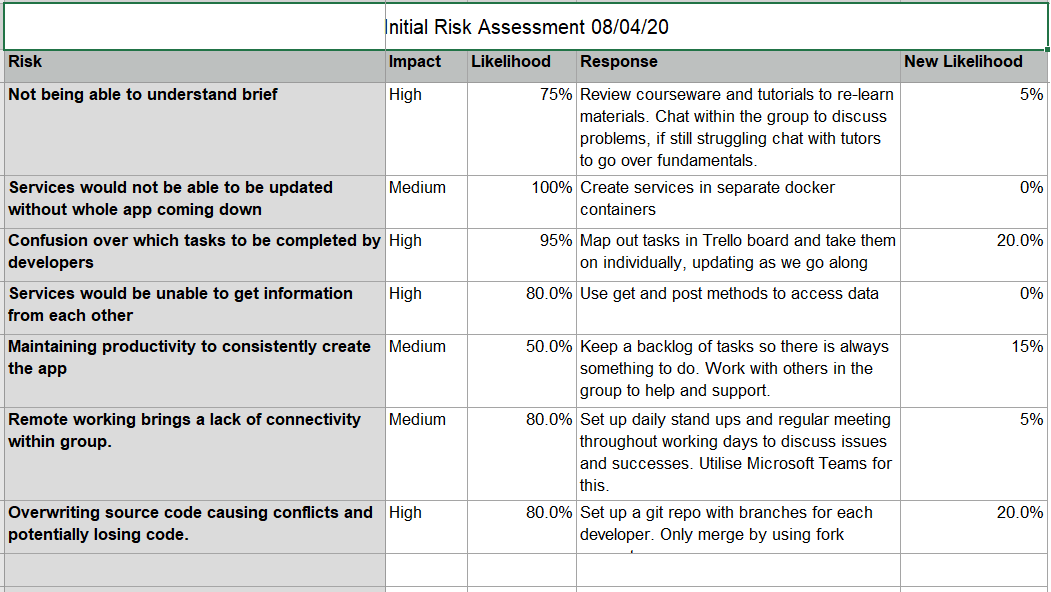 Initial Risk Assessment 08/04/20
Risk Impact Likelihood Response New Likelihood
Not being able to understand brief High 75% Review courseware and tutorials to re-learn 5%
materials. Chat within the group to discuss
problems, if still struggling chat with tutors
to go over fundamentals.
Services would not be able to be updated Medium 100% Create services in separate docker 0%
without whole app coming down containers
Confusion over which tasks to be completed by High 95% Map out tasks in Trello board and take them 20.0%
developers on individually, updating as we go along
Services would be unable to get information High 80.0% Use get and post methods to access data 0%
from each other
Maintaining productivity to consistently create Medium 50.0% Keep a backlog of tasks so there is always 15%
the app something to do. Work with others in the
group to help and support.
Remote working brings a lack of connectivity Medium 80.0% Set up daily stand ups and regular meeting 5%
within group. throughout working days to discuss issues
and successes. Utilise Microsoft Teams for
this.
Overwriting source code causing conflicts and High 80.0% Set up a git repo with branches for each 20.0%
potentially losing code. developer. Only merge by using fork